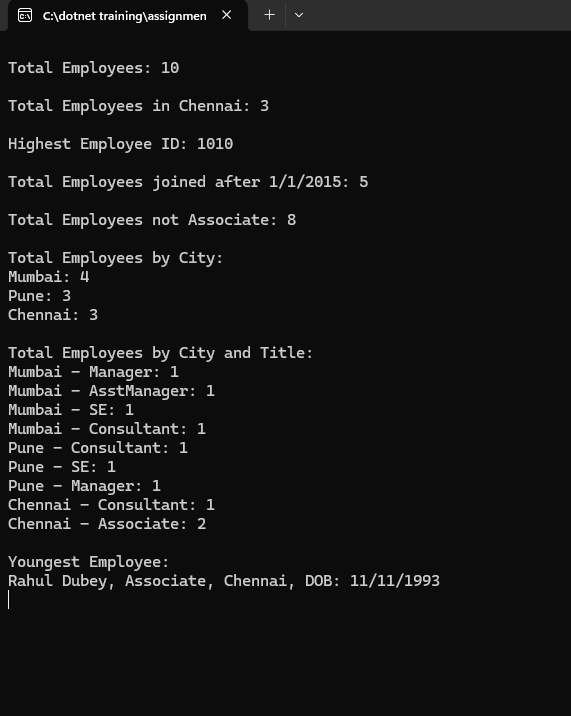 C:\dotnet training\assignmen
Total Employees: 10
Total Employees in Chennai: 3
Highest Employee ID: 1010
Total Employees joined after 1/1/2015: 5
Total Employees not Associate: 8
Total Employees by City:
Mumbai: 4
Pune: 3
Chennai: 3
Total Employees by City and Title:
Mumbai - Manager: 1
Mumbai - AsstManager: 1
Mumbai - SE: 1
Mumbai - Consultant: 1
Pune - Consultant: 1
Pune - SE: 1
Pune - Manager: 1
Chennai - Consultant: 1
Chennai - Associate: 2
Youngest Employee:
Rahul Dubey, Associate, Chennai, DOB: 11/11/1993